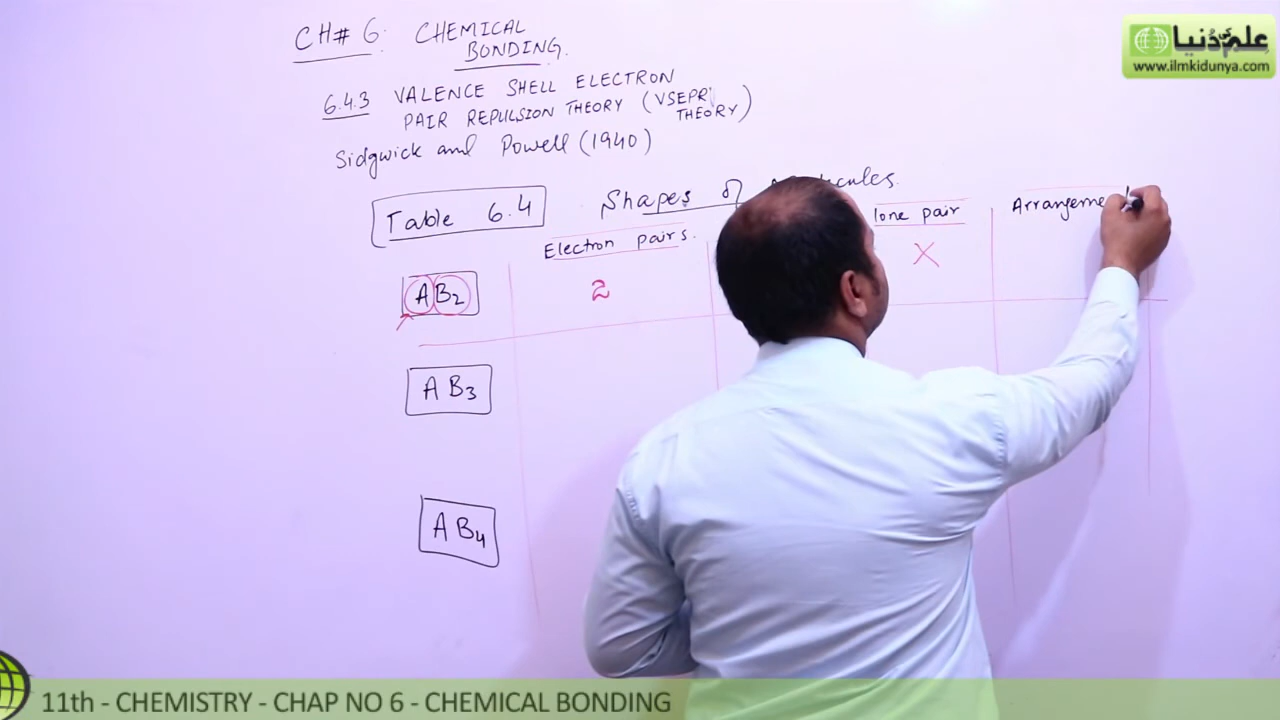 علم کی دُنیا
www.ilmkidunya.com
CH# 6. CHEMICAL
BONDING.
6.4.3 VALENCE SHELL ELECTRON
PAIR REPULSION THEORY (VSEPR
THEORY)
Sidgwick and Powell (1940)
Table 6.4
Shapes of
Electron pairs.
lone pair
AB2
2
X
AB3
AB4
11th - CHEMISTRY - CHAP NO 6 - CHEMICAL BONDING